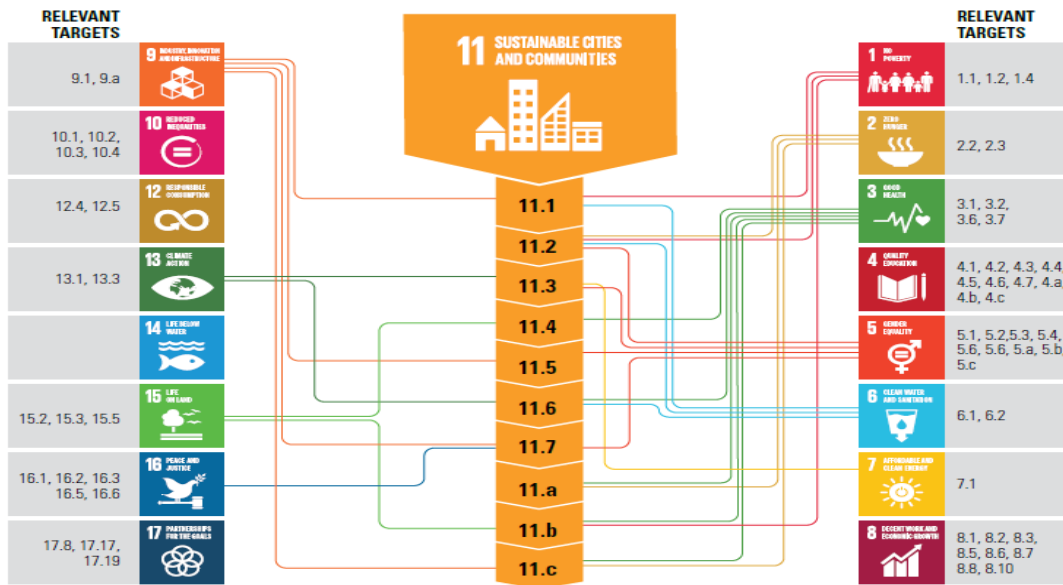 RELEVANT
TARGETS
9 INDUSTRY, INNOVATION
AND INFRASTRUCTURE
9.1, 9.a
10 REDUCED
INEQUALITIES
10.1, 10.2,
10.3, 10.4
12 RESPONSIBLE
CONSUMPTION
12.4, 12.5
13 CLIMATE
ACTION
13.1, 13.3
14 LIFE BELOW
WATER
15 LIFE
ON LAND
15.2, 15.3, 15.5
16 PEACE AND
JUSTICE
16.1, 16.2, 16.3
16.5, 16.6
17 PARTNERSHIPS
FOR THE GOALS
17.8, 17.17,
17.19
11 SUSTAINABLE CITIES
AND COMMUNITIES
11.1
11.2
11.3
11.4
11.5
11.6
11.7
11.a
11.b
11.c
RELEVANT
TARGETS
1 NO
POVERTY
1.1, 1.2, 1.4
2 ZERO
HUNGER
2.2, 2.3
3 GOOD
HEALTH
3.1, 3.2,
3.6, 3.7
4 QUALITY
EDUCATION
4.1, 4.2, 4.3, 4.4,
4.5, 4.6, 4.7, 4.a,
4.b, 4.c
5 GENDER
EQUALITY
5.1, 5.2,5.3, 5.4,
5.6, 5.6, 5.a, 5.b,
5.c
6 CLEAN WATER
AND SANITATION
6.1, 6.2
7 AFFORDABLE AND
CLEAN ENERGY
7.1
8 DECENT WORK AND
ECONOMIC GROWTH
8.1, 8.2, 8.3,
8.5, 8.6, 8.7
8.8, 8.10